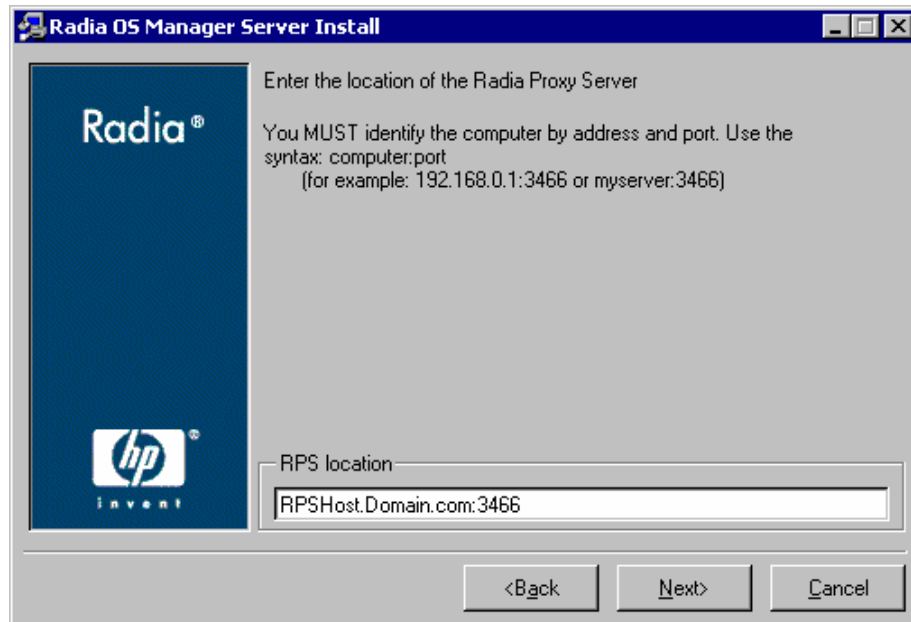 Radia OS Manager Server Install
Radia®
Enter the location of the Radia Proxy Server
You MUST identify the computer by address and port. Use the
syntax: computer:port
(for example: 192.168.0.1:3466 or myserver:3466)
hp®
invent
RPS location
RPSHost.Domain.com:3466
<Back
Next>
Cancel